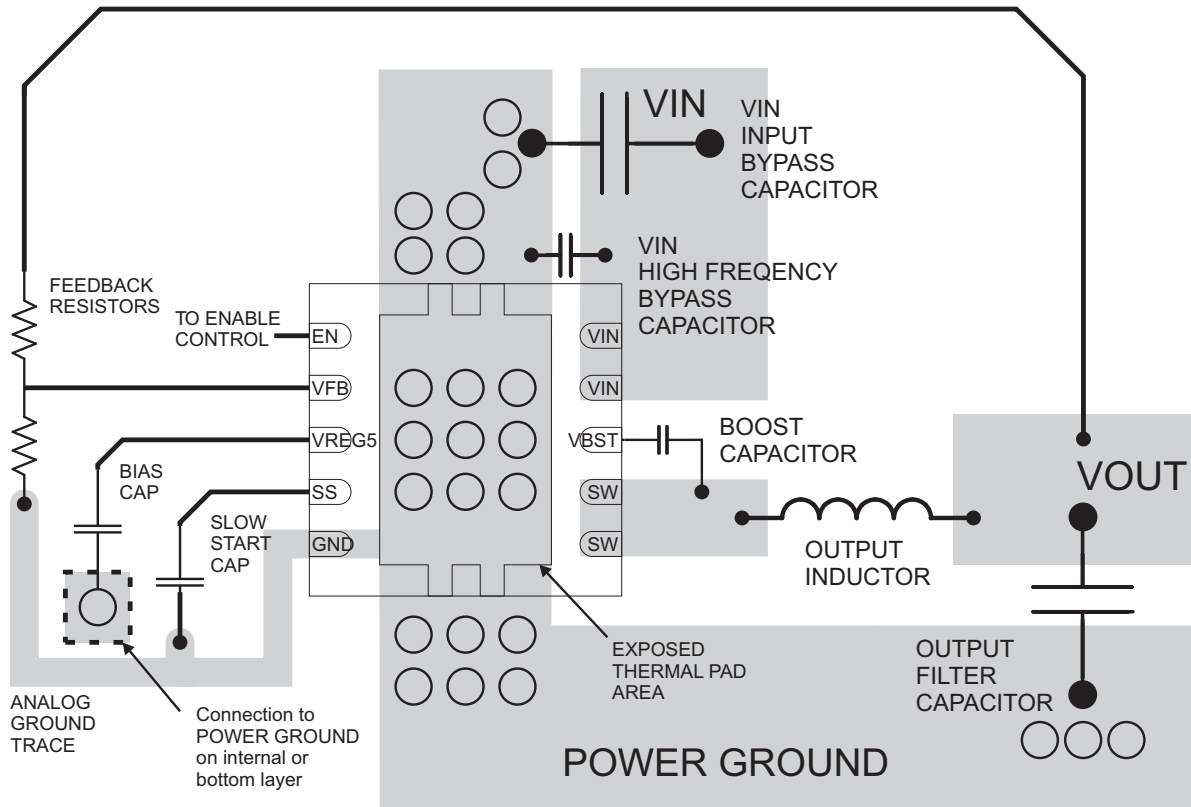 VIN
VIN
INPUT
BYPASS
CAPACITOR
VIN
HIGH FREQENCY
BYPASS
CAPACITOR
FEEDBACK
RESISTORS
TO ENABLE
CONTROL
EN
VFB
VREG5
SS
GND
VIN
VIN
VBST
SW
SW
BOOST
CAPACITOR
BIAS
CAP
SLOW
START
CAP
VOUT
OUTPUT
INDUCTOR
EXPOSED
THERMAL PAD
AREA
OUTPUT
FILTER
CAPACITOR
ANALOG
GROUND
TRACE
Connection to
POWER GROUND
on internal or
bottom layer
POWER GROUND